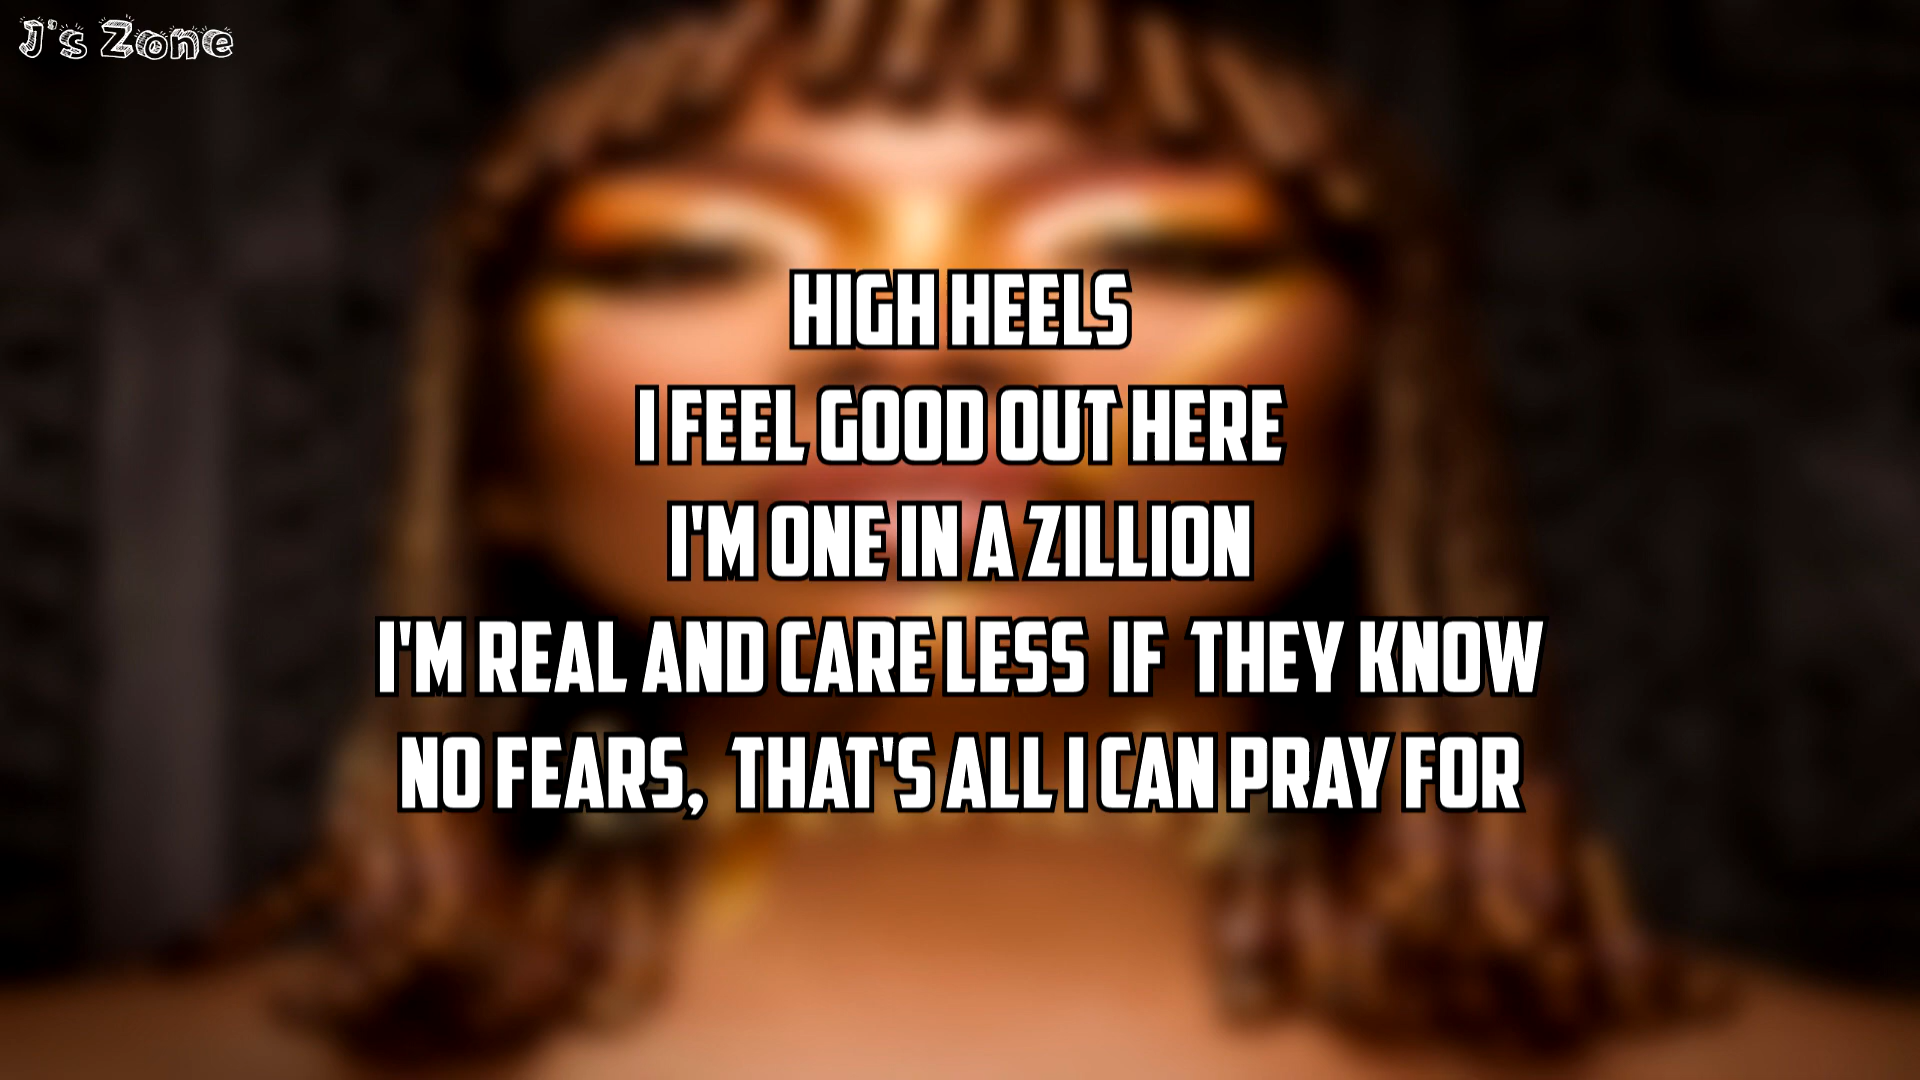 J's Zone
HIGH HEELS
I FEEL GOOD OUT HERE
I'M ONE IN A ZILLION
I'M REAL AND CARE LESS IF THEY KNOW
NO FEARS, THAT'S ALL I CAN PRAY FOR